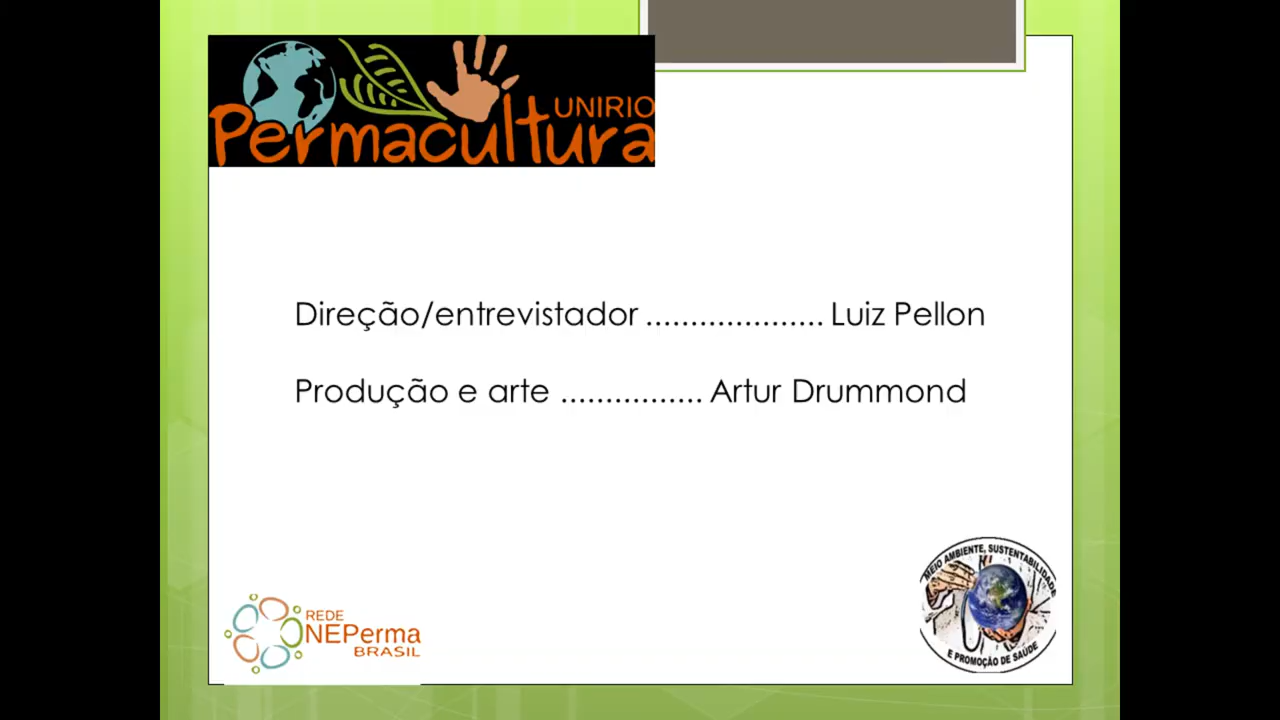 UNIRIO
Permacultura
Direção/entrevistador .................... Luiz Pellon
Produção e arte ................ Artur Drummond
REDE
NEPerma
BRASIL
MEIO AMBIENTE, SUSTENTABILIDADE
E PROMOÇÃO DE SAÚDE